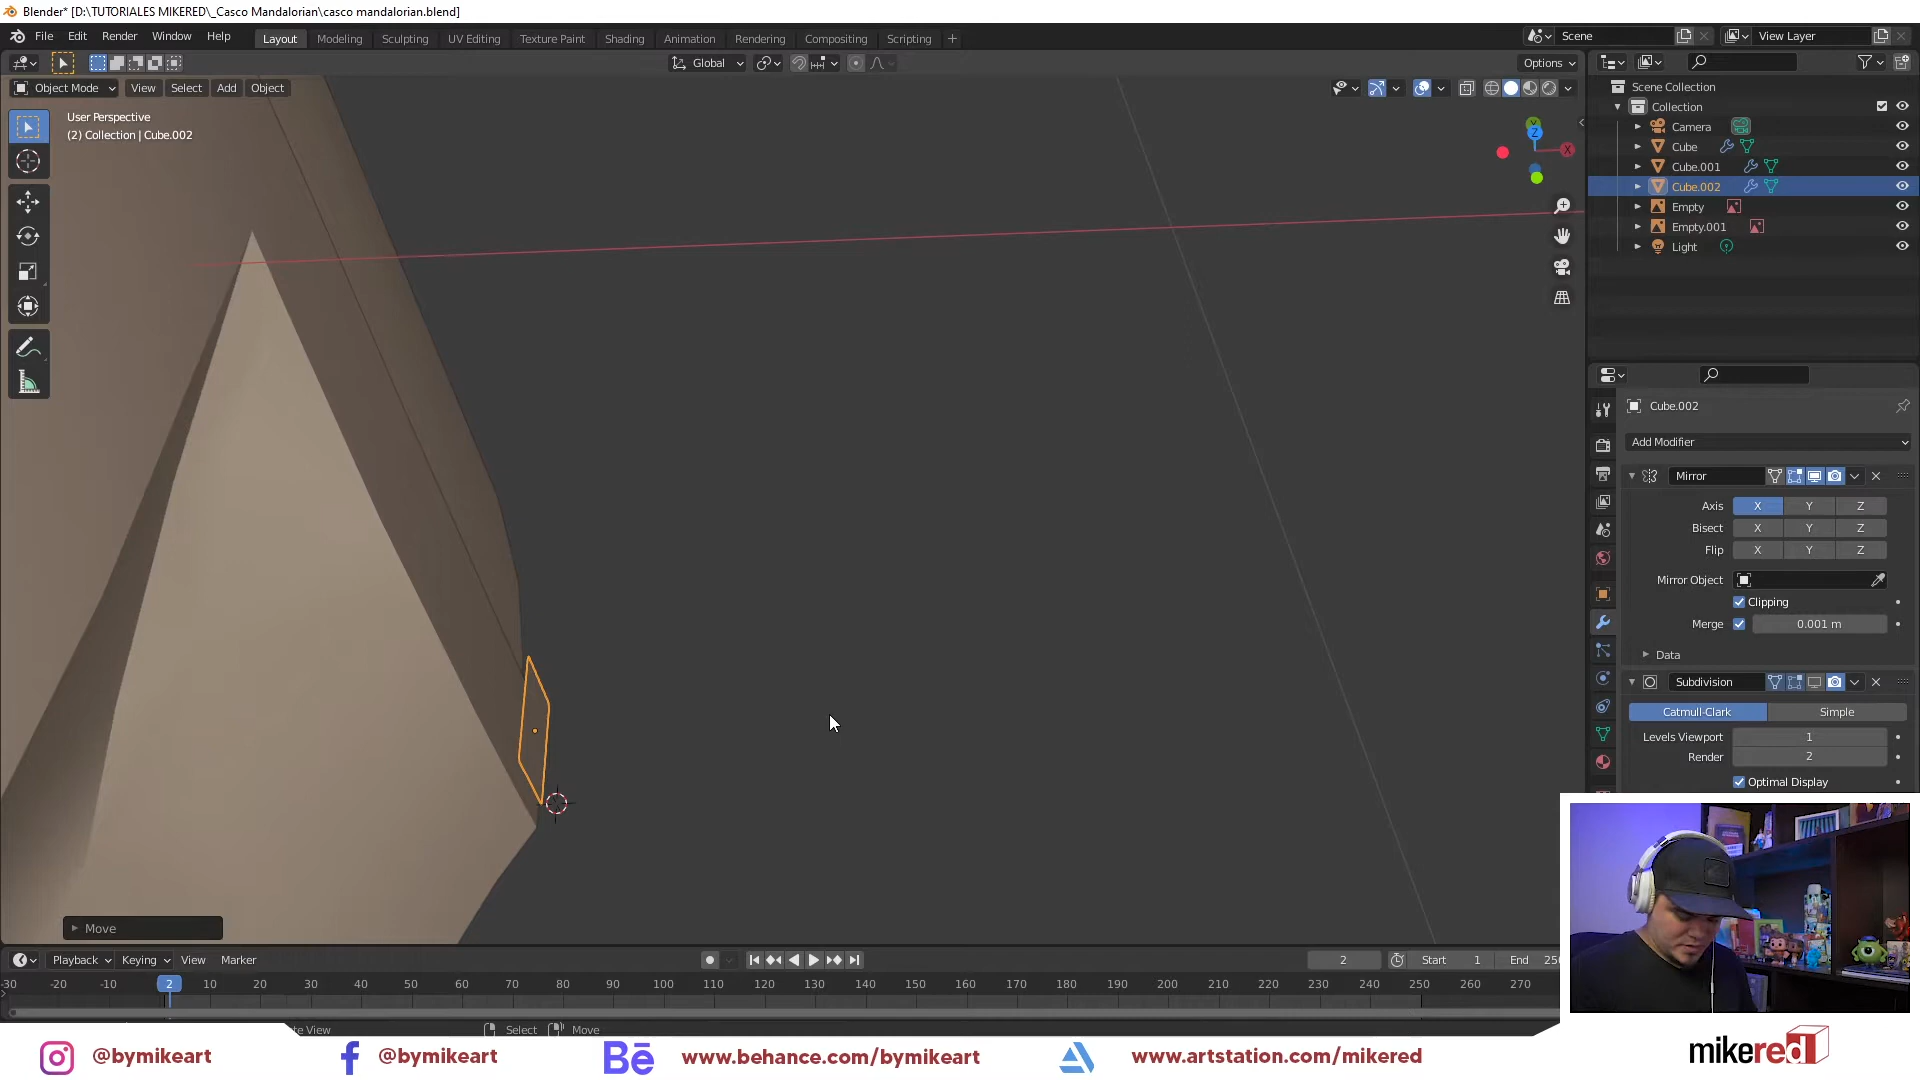 Blender* [D:\TUTORIALES MIKERED\_Casco Mandalorian\casco mandalorian.blend]
File Edit Render Window Help Layout Modeling Sculpting UV Editing Texture Paint Shading Animation Rendering Compositing Scripting Scene View Layer
Global Options
Object Mode View Select Add Object
User Perspective
(2) Collection | Cube.002
Scene Collection
Collection
Camera
Cube
Cube.001
Cube.002
Empty
Empty.001
Light
Y
Z
X
Cube.002
Add Modifier
Mirror
Axis X Y Z
Bisect X Y Z
Flip X Y Z
Mirror Object
Clipping
Merge 0.001 m
Data
Subdivision
Catmull-Clark Simple
Levels Viewport 1
Render 2
Optimal Display
Move
Playback Keying View Marker 2 Start 1 End 250
-30 -20 -10 2 10 20 30 40 50 60 70 80 90 100 110 120 130 140 150 160 170 180 190 200 210 220 230 240 250 260 270
te View Select Move
@bymikeart @bymikeart Bē www.behance.com/bymikeart www.artstation.com/mikered mikered